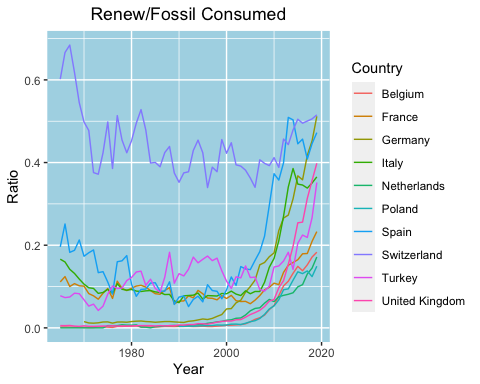 Renew/Fossil Consumed
Ratio
0.6
0.4
0.2
0.0
1980
2000
2020
Year
Country
Belgium
France
Germany
Italy
Netherlands
Poland
Spain
Switzerland
Turkey
United Kingdom